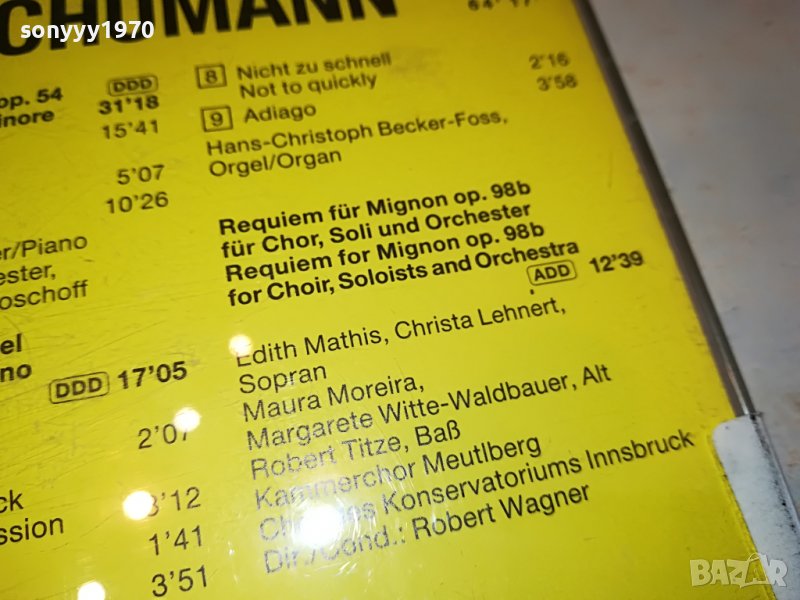 sonyyy1970
CHUMANN
64'17
op. 54 DDD
inore 31'18
15'41
5'07
10'26
er/Piano
ester,
oschoff
el
no DDD 17'05
2'07
ck 3'12
ssion 1'41
3'51
8 Nicht zu schnell 2'16
Not to quickly 3'58
9 Adiago
Hans-Christoph Becker-Foss,
Orgel/Organ
Requiem für Mignon op. 98b
für Chor, Soli und Orchester
Requiem for Mignon op. 98b
for Choir, Soloists and Orchestra
ADD 12'39
Edith Mathis, Christa Lehnert,
Sopran
Maura Moreira,
Margarete Witte-Waldbauer, Alt
Robert Titze, Baß
Kammerchor Meutlberg
Konservatoriums Innsbruck
Dir./Cond.: Robert Wagner
BAZAR